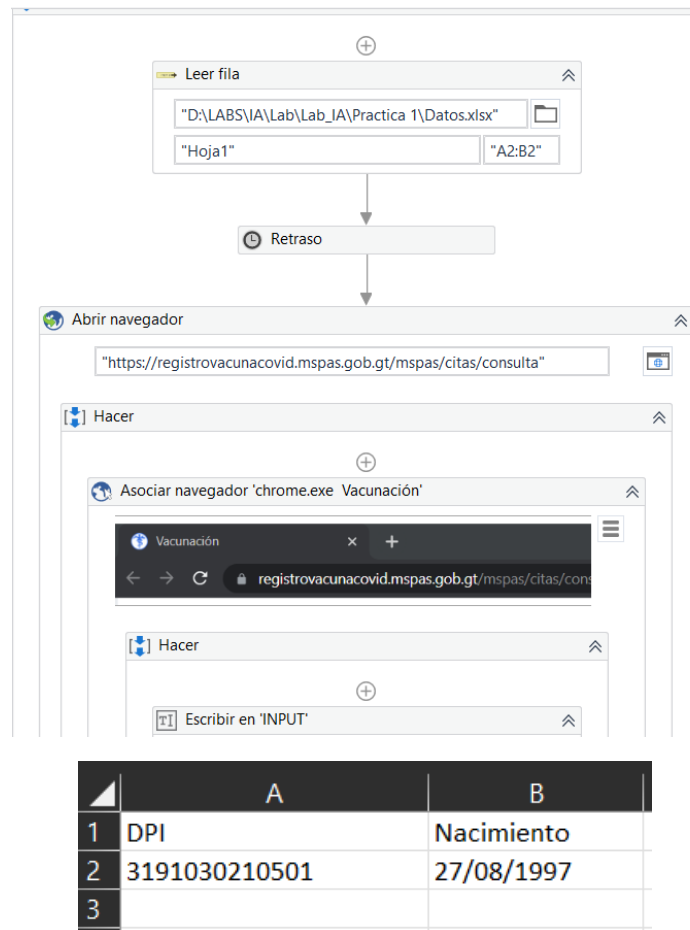 Leer fila
"D:\LABS\IA\Lab\Lab_IA\Practica 1\Datos.xlsx"
"Hoja1" "A2:B2"
Retraso
Abrir navegador
"https://registrovacunacovid.mspas.gob.gt/mspas/citas/consulta"
Hacer
Asociar navegador 'chrome.exe Vacunación'
Vacunación
registrovacunacovid.mspas.gob.gt/mspas/citas/cons
Hacer
TI Escribir en 'INPUT'
A B
1 DPI Nacimiento
2 3191030210501 27/08/1997
3